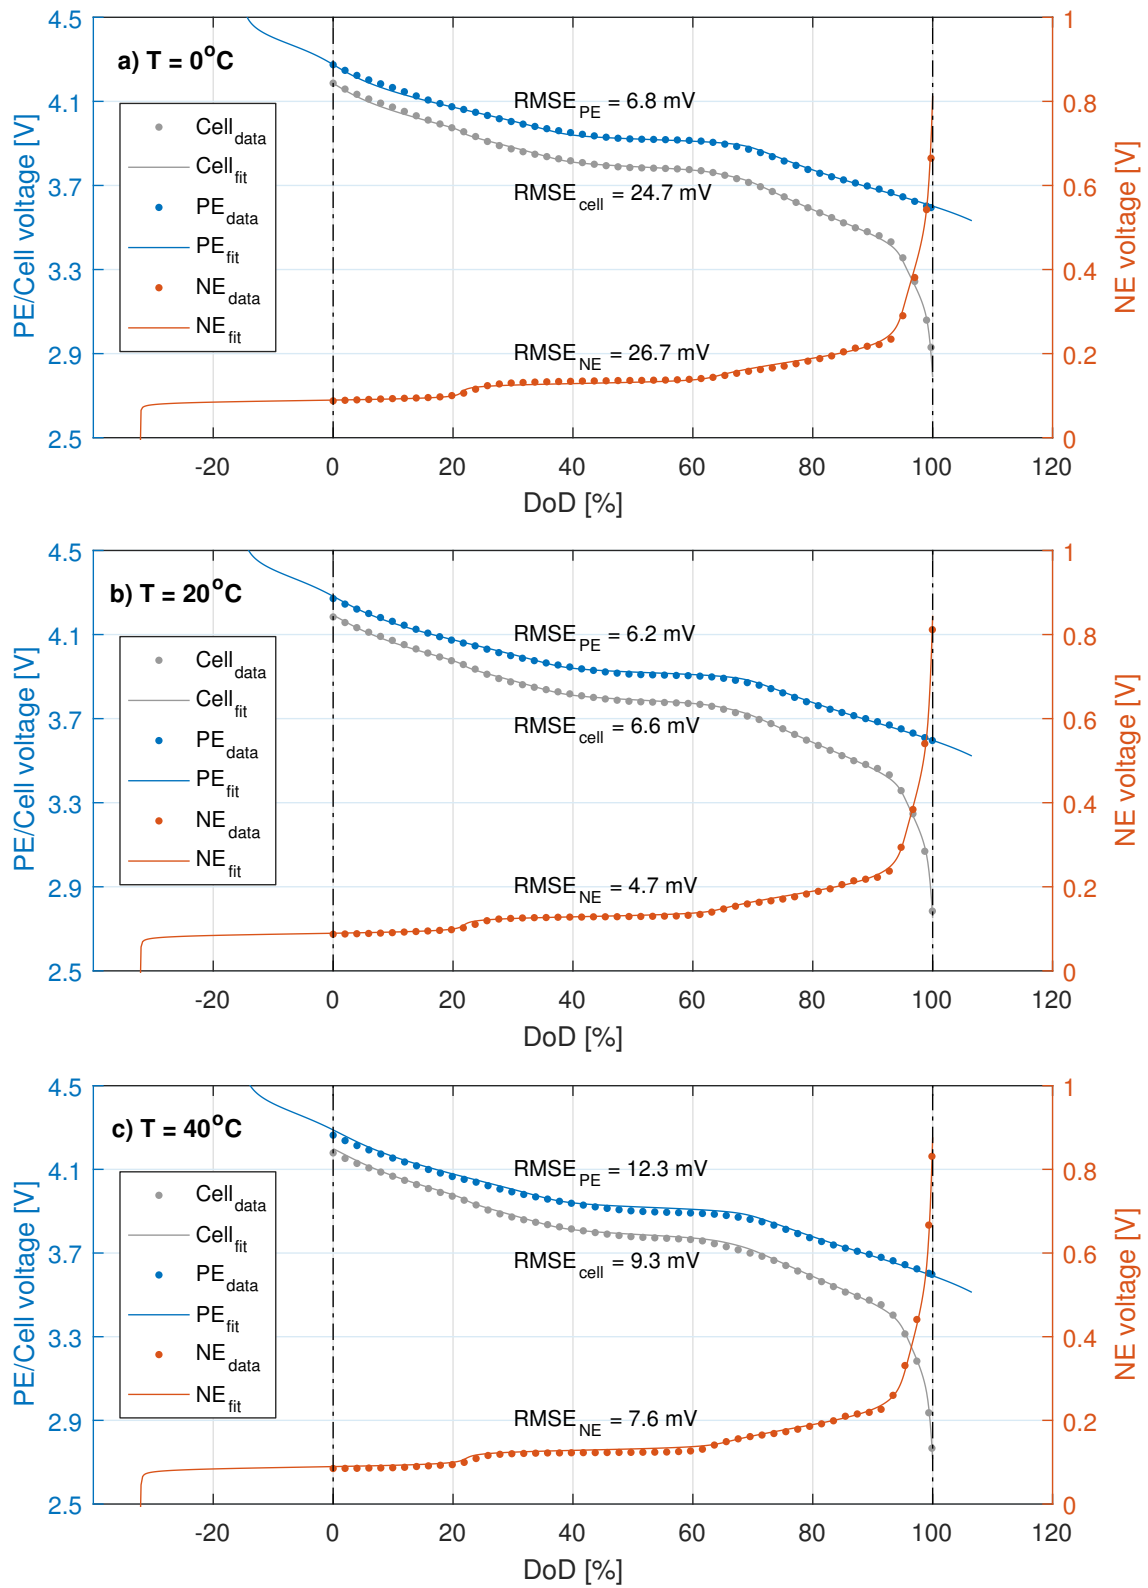 a) T = 0°C
PE/Cell voltage [V]
4.5
4.1
3.7
3.3
2.9
2.5
Cell_data
Cell_fit
PE_data
PE_fit
NE_data
NE_fit
RMSE_PE = 6.8 mV
RMSE_cell = 24.7 mV
RMSE_NE = 26.7 mV
1
0.8
0.6
0.4
0.2
0
NE voltage [V]
-20 0 20 40 60 80 100 120
DoD [%]
b) T = 20°C
PE/Cell voltage [V]
4.5
4.1
3.7
3.3
2.9
2.5
Cell_data
Cell_fit
PE_data
PE_fit
NE_data
NE_fit
RMSE_PE = 6.2 mV
RMSE_cell = 6.6 mV
RMSE_NE = 4.7 mV
1
0.8
0.6
0.4
0.2
0
NE voltage [V]
-20 0 20 40 60 80 100 120
DoD [%]
c) T = 40°C
PE/Cell voltage [V]
4.5
4.1
3.7
3.3
2.9
2.5
Cell_data
Cell_fit
PE_data
PE_fit
NE_data
NE_fit
RMSE_PE = 12.3 mV
RMSE_cell = 9.3 mV
RMSE_NE = 7.6 mV
1
0.8
0.6
0.4
0.2
0
NE voltage [V]
-20 0 20 40 60 80 100 120
DoD [%]